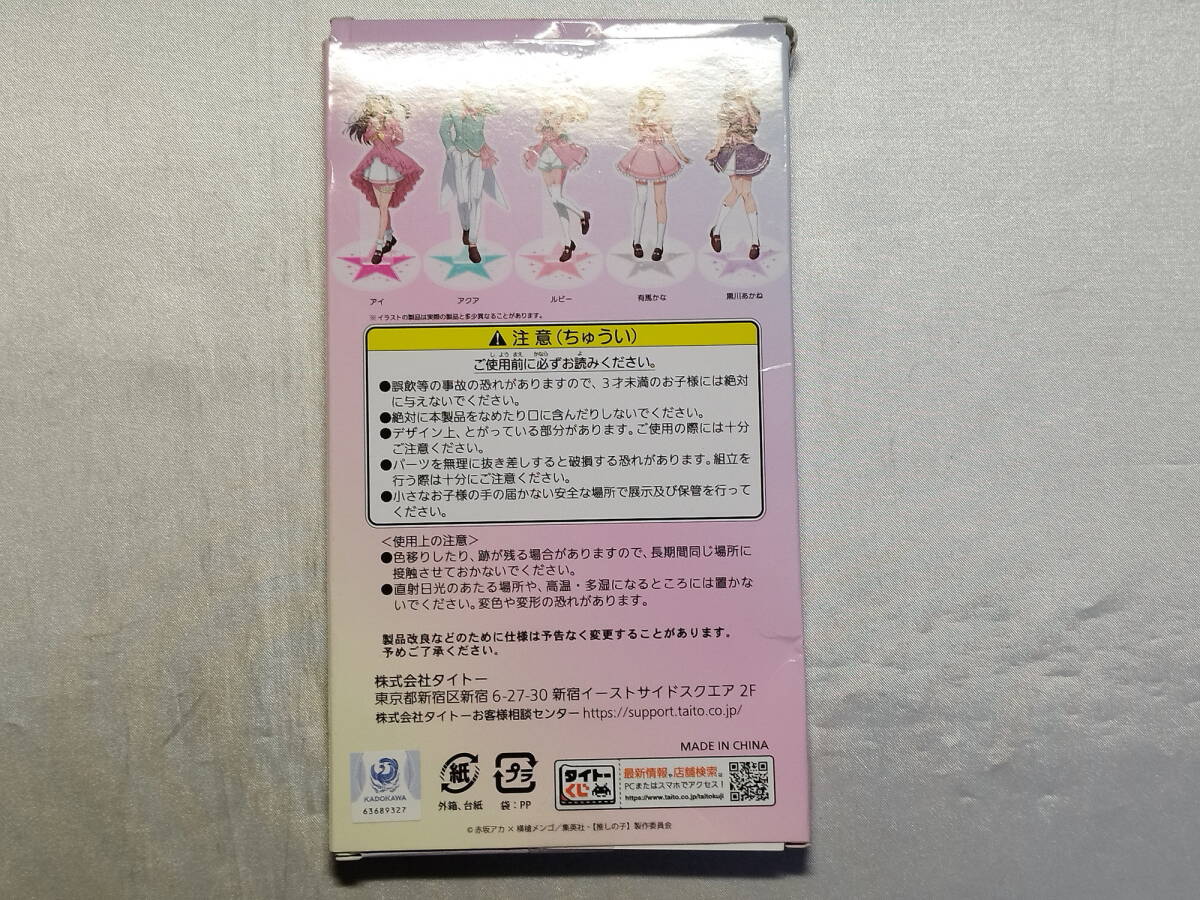 アイ
アクア
ルビー
有馬かな
黒川あかね
※イラストの製品は実際の製品と多少異なることがあります。
注意(ちゅうい)
しようまえ かなら よ
ご使用前に必ずお読みください。
●誤飲等の事故の恐れがありますので、3才未満のお子様には絶対
に与えないでください。
●絶対に本製品をなめたり口に含んだりしないでください。
●デザイン上、とがっている部分があります。ご使用の際には十分
ご注意ください。
●パーツを無理に抜き差しすると破損する恐れがあります。組立を
行う際は十分にご注意ください。
●小さなお子様の手の届かない安全な場所で展示及び保管を行って
ください。
<使用上の注意>
●色移りしたり、跡が残る場合がありますので、長期間同じ場所に
接触させておかないでください。
●直射日光のあたる場所や、高温・多湿になるところには置かな
いでください。変色や変形の恐れがあります。
製品改良などのために仕様は予告なく変更することがあります。
予めご了承ください。
株式会社タイトー
東京都新宿区新宿 6-27-30 新宿イーストサイドスクエア 2F
株式会社タイトーお客様相談センター https://support.taito.co.jp/
MADE IN CHINA
KADOKAWA
63689327
紙
外箱、台紙
プラ
袋:PP
タイトーくじ
最新情報や店舗検索は
PCまたはスマホでアクセス!
https://www.taito.co.jp/taitokuji
©赤坂アカ×横槍メンゴ/集英社・【推しの子】製作委員会